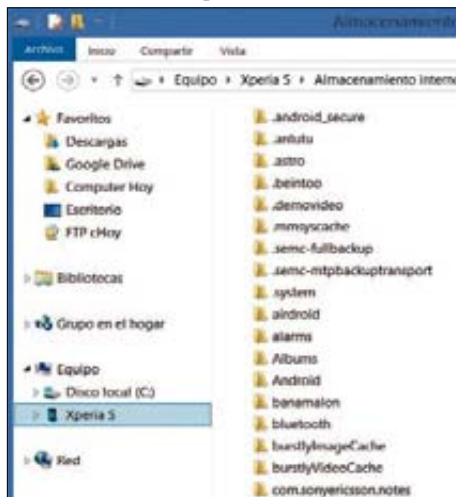 Almacenamiento
Archivo Inicio Compartir Vista
Equipo Xperia S Almacenamiento interno
Favoritos
Descargas
Google Drive
Computer Hoy
Escritorio
FTP cHoy
Bibliotecas
Grupo en el hogar
Equipo
Disco local (C:)
Xperia S
Red
.android_secure
.antutu
.astro
.beintoo
.demovideo
.mmsyscache
.semc-fullbackup
.semc-mtpbackuptransport
.system
airdroid
alarms
Albums
Android
banamalon
bluetooth
burstlyImageCache
burstlyVideoCache
com.sonyericsson.notes